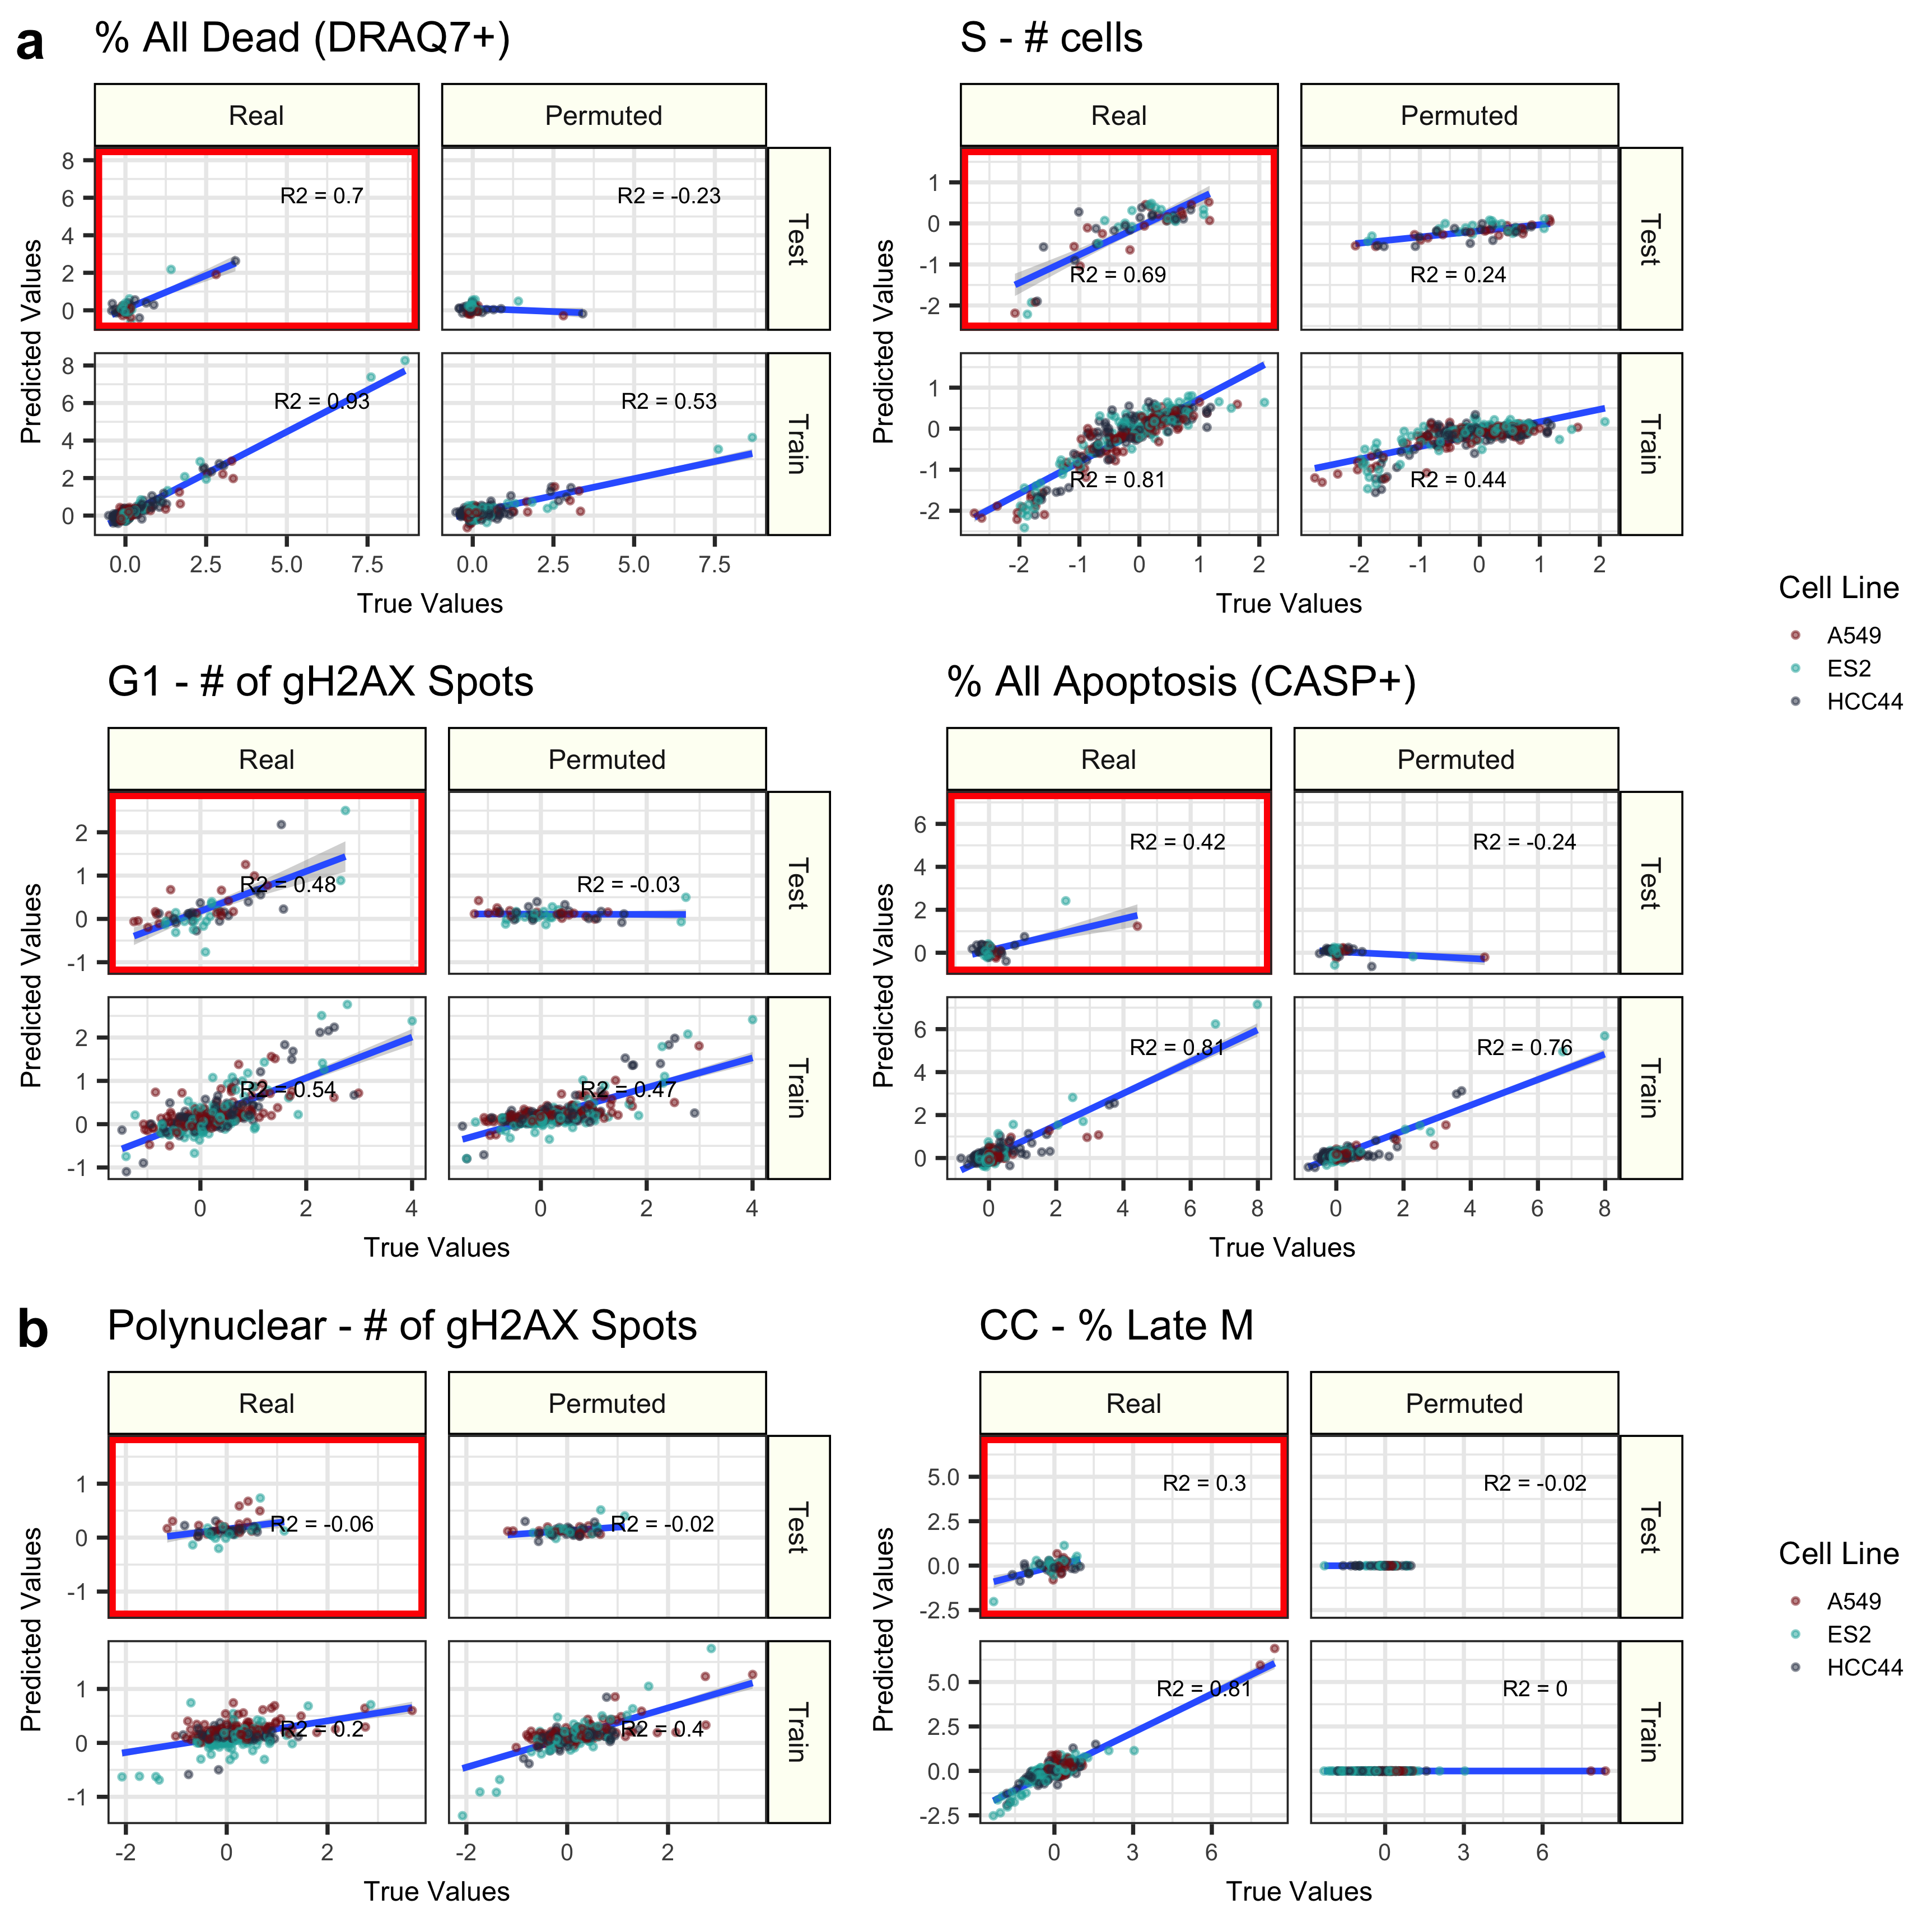 a
% All Dead (DRAQ7+)
Real
Permuted
Predicted Values
8
6
4
2
0
R2 = 0.7
R2 = -0.23
Test
8
6
4
2
0
R2 = 0.93
R2 = 0.53
Train
0.0
2.5
5.0
7.5
0.0
2.5
5.0
7.5
True Values
S - # cells
Real
Permuted
Predicted Values
1
0
-1
-2
R2 = 0.69
R2 = 0.24
Test
1
0
-1
-2
R2 = 0.81
R2 = 0.44
Train
-2
-1
0
1
2
-2
-1
0
1
2
True Values
Cell Line
A549
ES2
HCC44
G1 - # of gH2AX Spots
Real
Permuted
Predicted Values
2
1
0
-1
R2 = 0.48
R2 = -0.03
Test
2
1
0
-1
R2 = 0.54
R2 = 0.47
Train
0
2
4
0
2
4
True Values
% All Apoptosis (CASP+)
Real
Permuted
Predicted Values
6
4
2
0
R2 = 0.42
R2 = -0.24
Test
6
4
2
0
R2 = 0.81
R2 = 0.76
Train
0
2
4
6
8
0
2
4
6
8
True Values
b
Polynuclear - # of gH2AX Spots
Real
Permuted
Predicted Values
1
0
-1
R2 = -0.06
R2 = -0.02
Test
1
0
-1
R2 = 0.2
R2 = 0.4
Train
-2
0
2
-2
0
2
True Values
CC - % Late M
Real
Permuted
Predicted Values
5.0
2.5
0.0
-2.5
R2 = 0.3
R2 = -0.02
Test
5.0
2.5
0.0
-2.5
R2 = 0.81
R2 = 0
Train
0
3
6
0
3
6
True Values
Cell Line
A549
ES2
HCC44